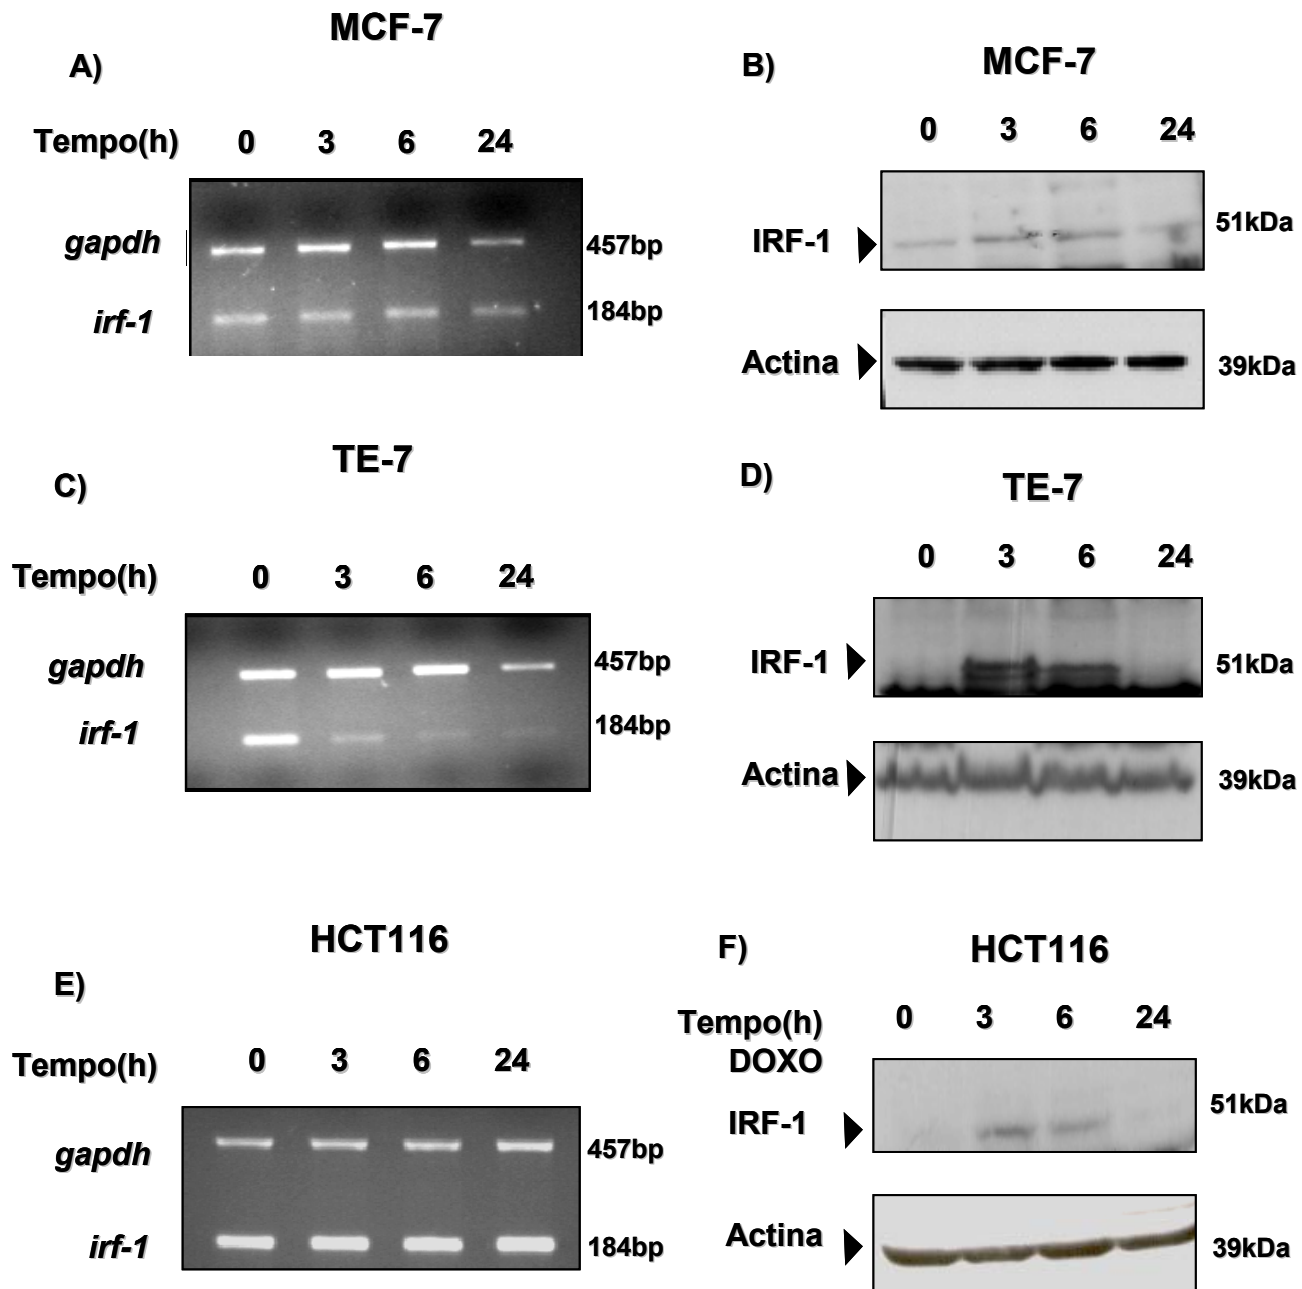 MCF-7
A)
Tempo(h) 0 3 6 24
gapdh 457bp
irf-1 184bp
B)
MCF-7
0 3 6 24
IRF-1 51kDa
Actina 39kDa
TE-7
C)
Tempo(h) 0 3 6 24
gapdh 457bp
irf-1 184bp
D)
TE-7
0 3 6 24
IRF-1 51kDa
Actina 39kDa
HCT116
E)
Tempo(h) 0 3 6 24
gapdh 457bp
irf-1 184bp
F)
HCT116
Tempo(h) 0 3 6 24
DOXO
IRF-1 51kDa
Actina 39kDa